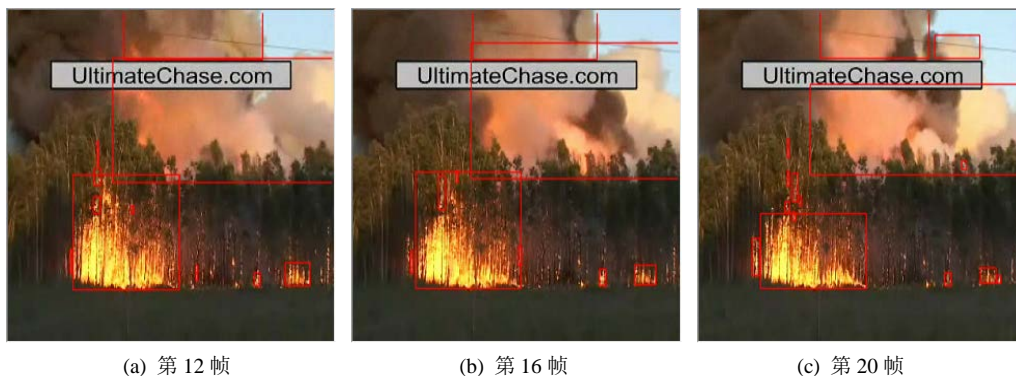 UltimateChase.com UltimateChase.com UltimateChase.com
(a) 第 12 帧 (b) 第 16 帧 (c) 第 20 帧